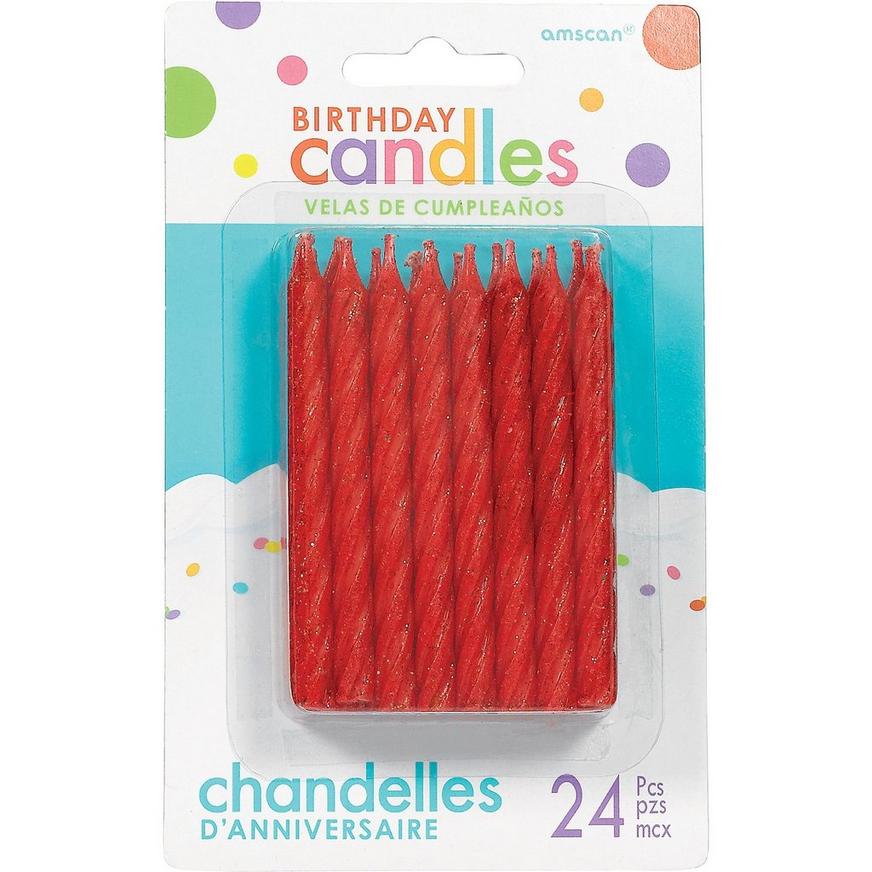 amscan®
BIRTHDAY
candles
VELAS DE CUMPLEAÑOS
chandelles
D'ANNIVERSAIRE
24 Pcs
pzs
mcx